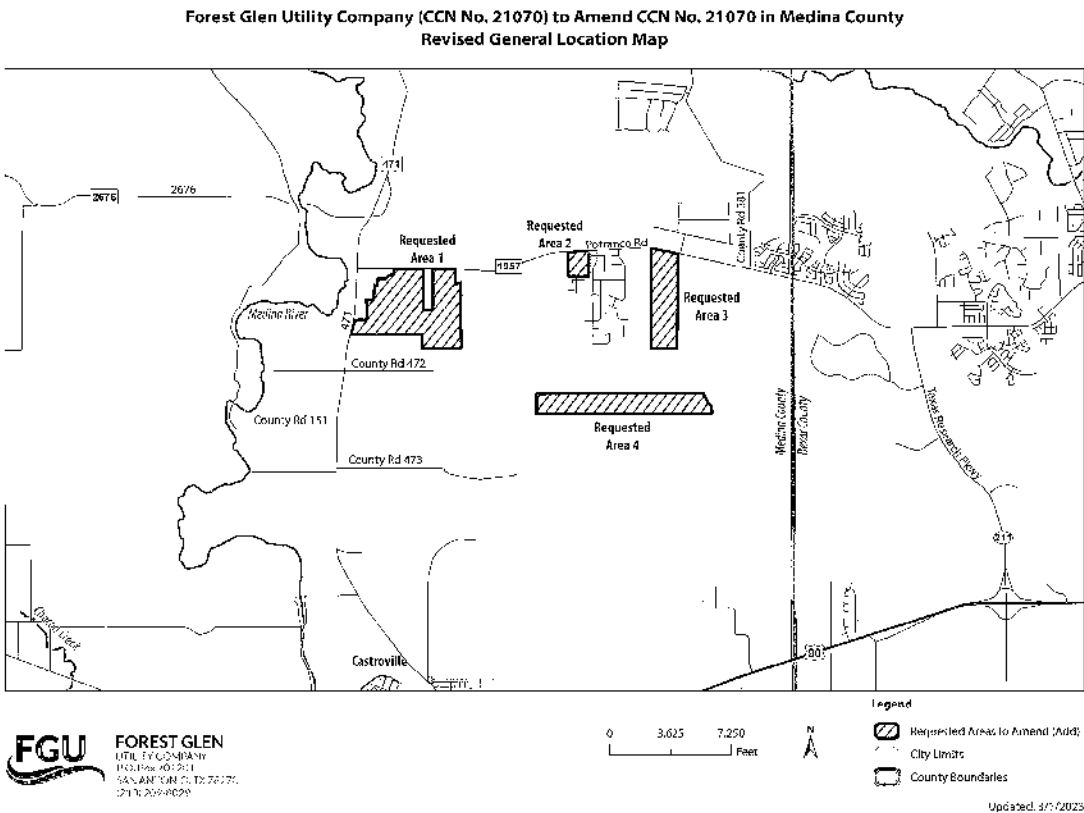 Forest Glen Utility Company (CCN No. 21070) to Amend CCN No. 21070 in Medina County
Revised General Location Map
471
2676
2676
Requested
Area 1
Requested
Area 2
Potranco Rd
County Rd 381
1957
Requested
Area 3
Medina River
471
County Rd 472
County Rd 151
Requested
Area 4
Medina County
Bexar County
Texas Research Pkwy
County Rd 473
211
Castroville
90
Legend
Requested Areas to Amend (Add)
City Limits
County Boundaries
0 3,625 7,250
Feet
N
FGU
FOREST GLEN
UTILITY COMPANY
Updated: 3/7/2023